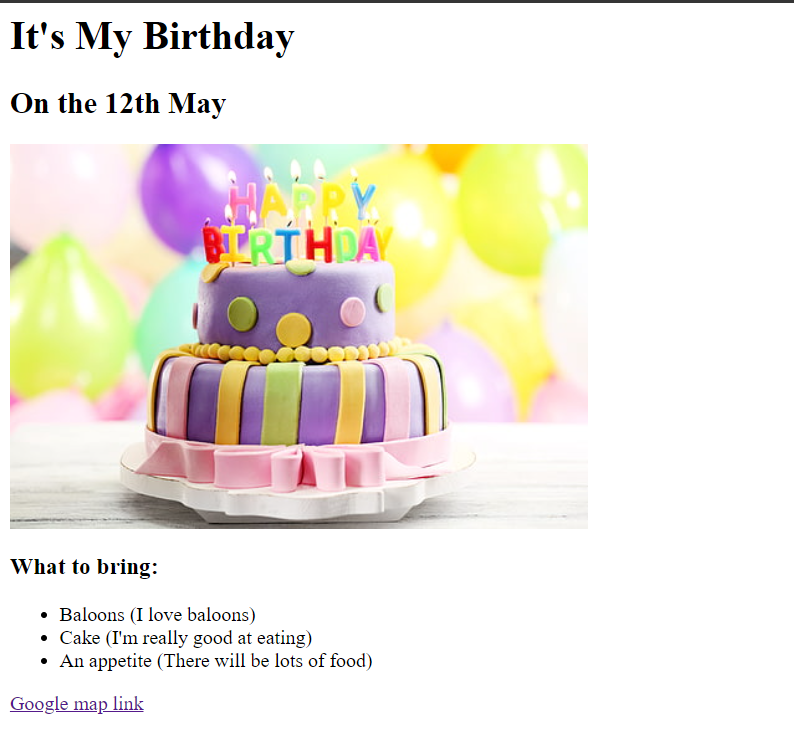 It's My Birthday
On the 12th May
HAPPY
BIRTHDAY
What to bring:
Baloons (I love baloons)
Cake (I'm really good at eating)
An appetite (There will be lots of food)
Google map link